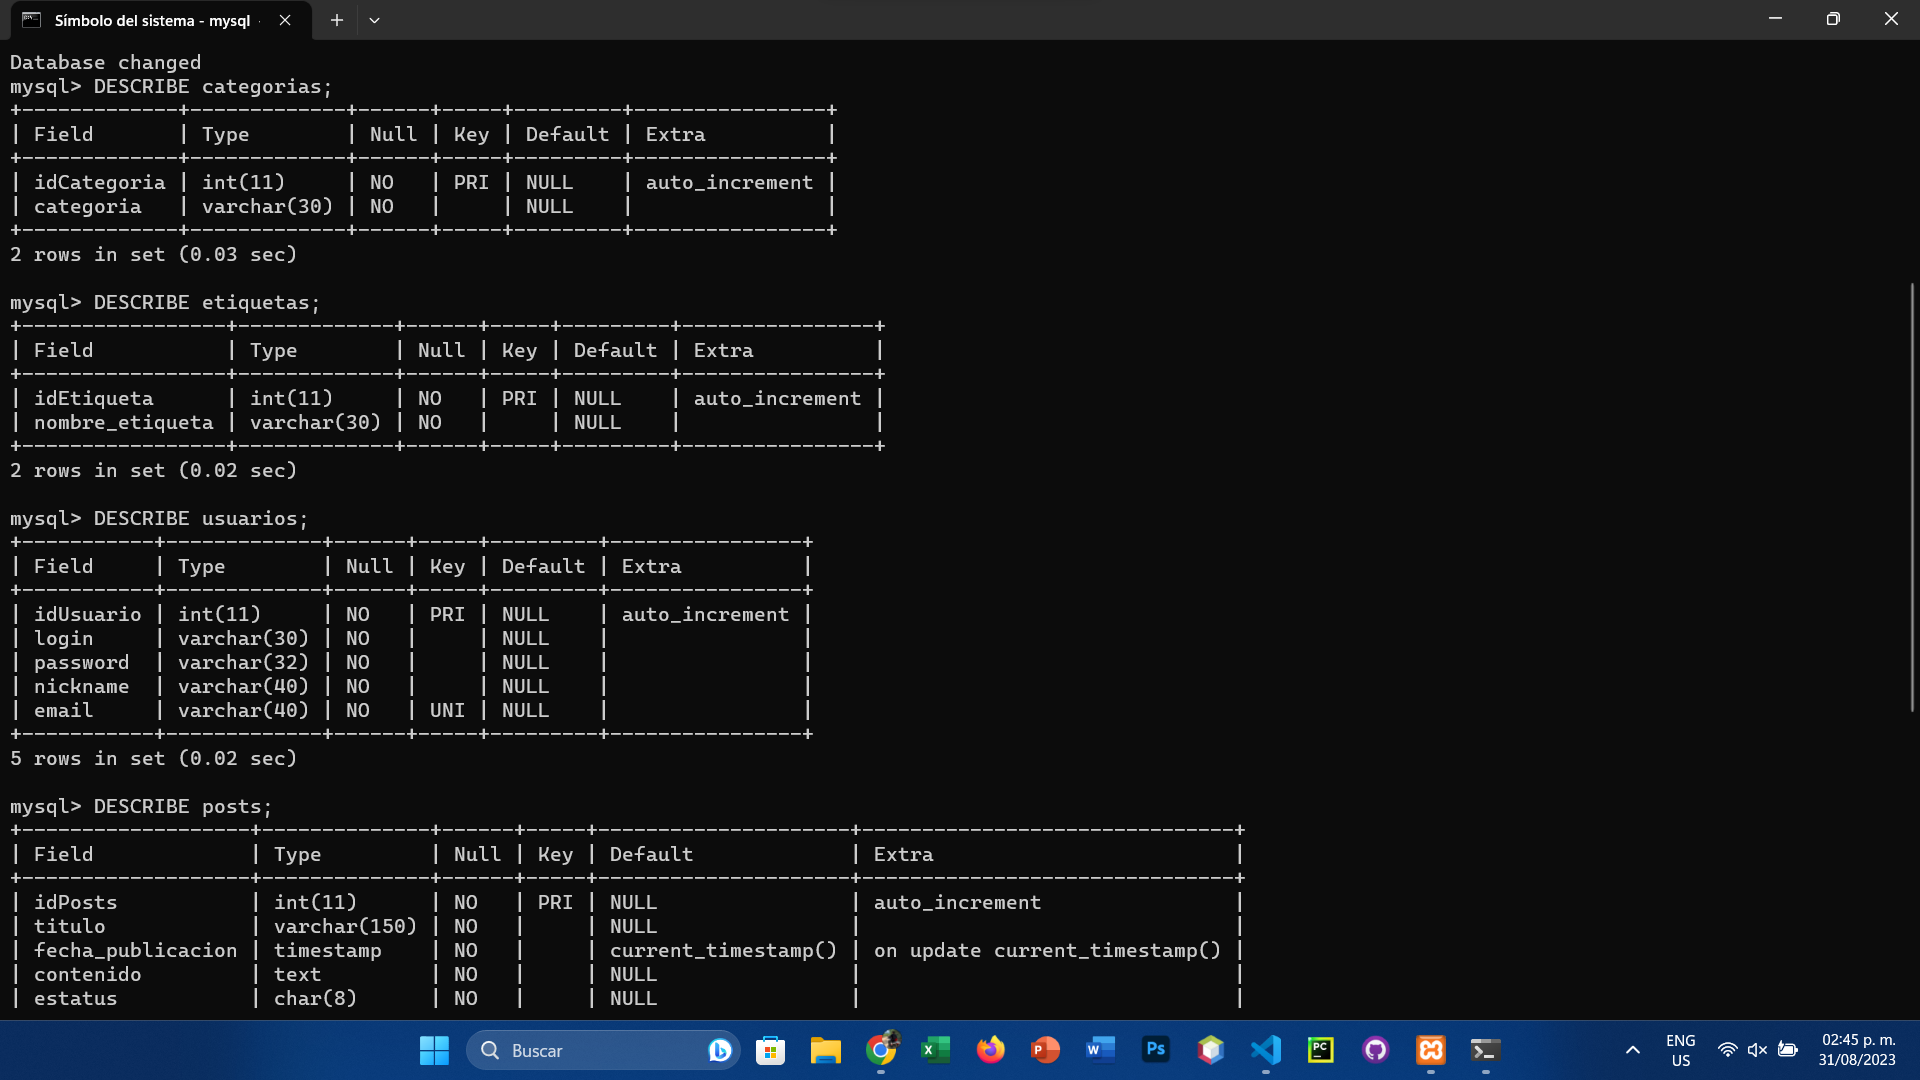 Símbolo del sistema - mysql
Database changed
mysql> DESCRIBE categorias;
+-------------+-------------+------+-----+---------+----------------+
| Field       | Type        | Null | Key | Default | Extra          |
+-------------+-------------+------+-----+---------+----------------+
| idCategoria | int(11)     | NO   | PRI | NULL    | auto_increment |
| categoria   | varchar(30) | NO   |     | NULL    |                |
+-------------+-------------+------+-----+---------+----------------+
2 rows in set (0.03 sec)
mysql> DESCRIBE etiquetas;
+-----------------+-------------+------+-----+---------+----------------+
| Field           | Type        | Null | Key | Default | Extra          |
+-----------------+-------------+------+-----+---------+----------------+
| idEtiqueta      | int(11)     | NO   | PRI | NULL    | auto_increment |
| nombre_etiqueta | varchar(30) | NO   |     | NULL    |                |
+-----------------+-------------+------+-----+---------+----------------+
2 rows in set (0.02 sec)
mysql> DESCRIBE usuarios;
+-----------+-------------+------+-----+---------+----------------+
| Field     | Type        | Null | Key | Default | Extra          |
+-----------+-------------+------+-----+---------+----------------+
| idUsuario | int(11)     | NO   | PRI | NULL    | auto_increment |
| login     | varchar(30) | NO   |     | NULL    |                |
| password  | varchar(32) | NO   |     | NULL    |                |
| nickname  | varchar(40) | NO   |     | NULL    |                |
| email     | varchar(40) | NO   | UNI | NULL    |                |
+-----------+-------------+------+-----+---------+----------------+
5 rows in set (0.02 sec)
mysql> DESCRIBE posts;
+-------------------+--------------+------+-----+---------------------+-------------------------------+
| Field             | Type         | Null | Key | Default             | Extra                         |
+-------------------+--------------+------+-----+---------------------+-------------------------------+
| idPosts           | int(11)      | NO   | PRI | NULL                | auto_increment                |
| titulo            | varchar(150) | NO   |     | NULL                |                               |
| fecha_publicacion | timestamp    | NO   |     | current_timestamp() | on update current_timestamp() |
| contenido         | text         | NO   |     | NULL                |                               |
| estatus           | char(8)      | NO   |     | NULL                |                               |
Buscar
X
P
W
Ps
PC
ENG
US
02:45 p. m.
31/08/2023